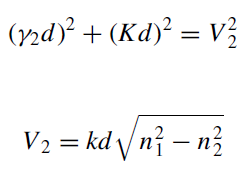 (γ₂d)² + (Kd)² = V₂²
V₂ = kd√(n₁² − n₂²)